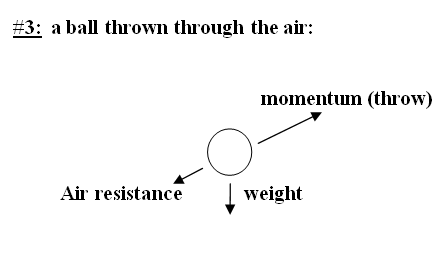 #3: a ball thrown through the air:
momentum (throw)
Air resistance
weight